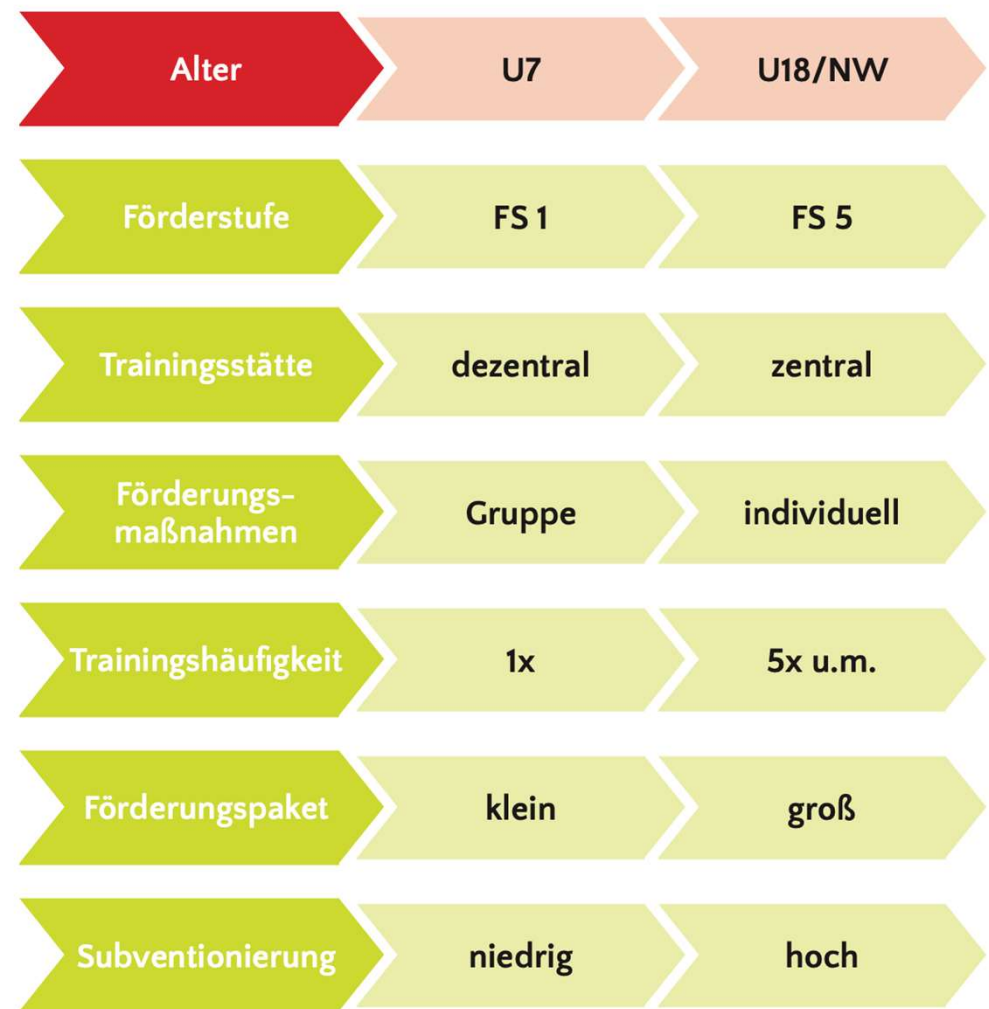 Alter U7 U18/NW
Förderstufe FS 1 FS 5
Trainingsstätte dezentral zentral
Förderungs-
maßnahmen Gruppe individuell
Trainingshäufigkeit 1x 5x u.m.
Förderungspaket klein groß
Subventionierung niedrig hoch